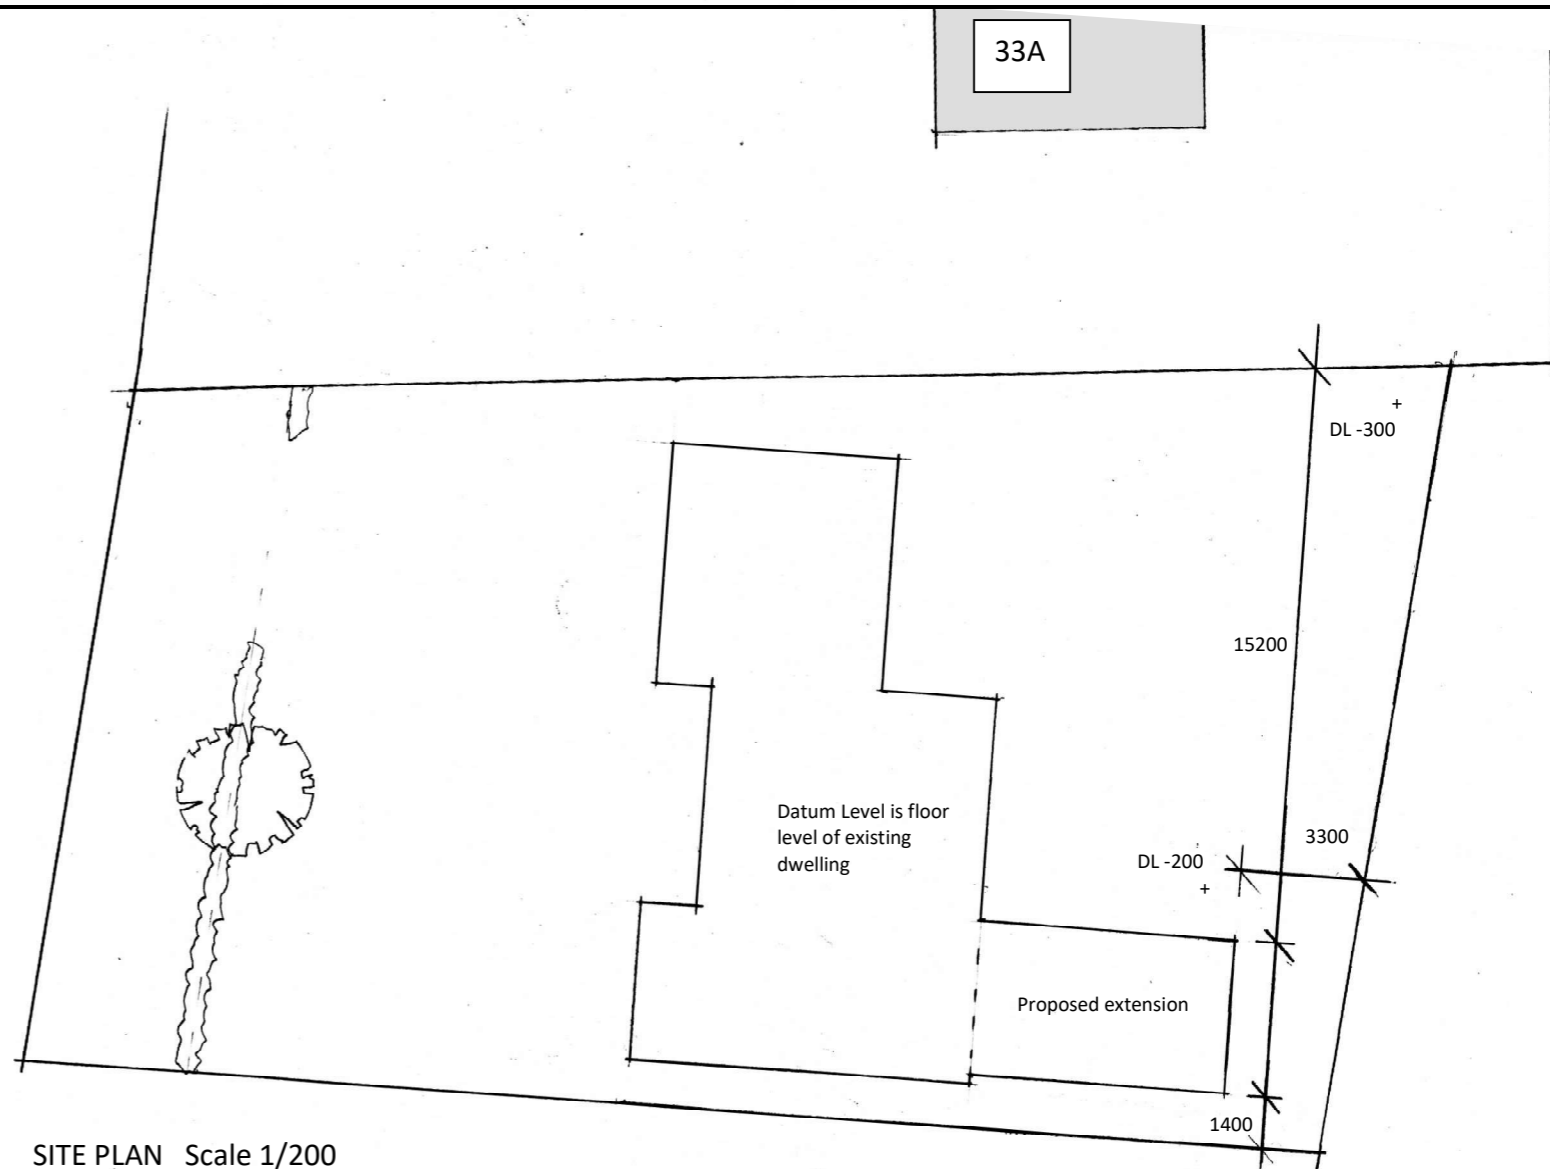 33A
+
DL -300
15200
Datum Level is floor
level of existing
dwelling
3300
DL -200
+
Proposed extension
1400
SITE PLAN Scale 1/200